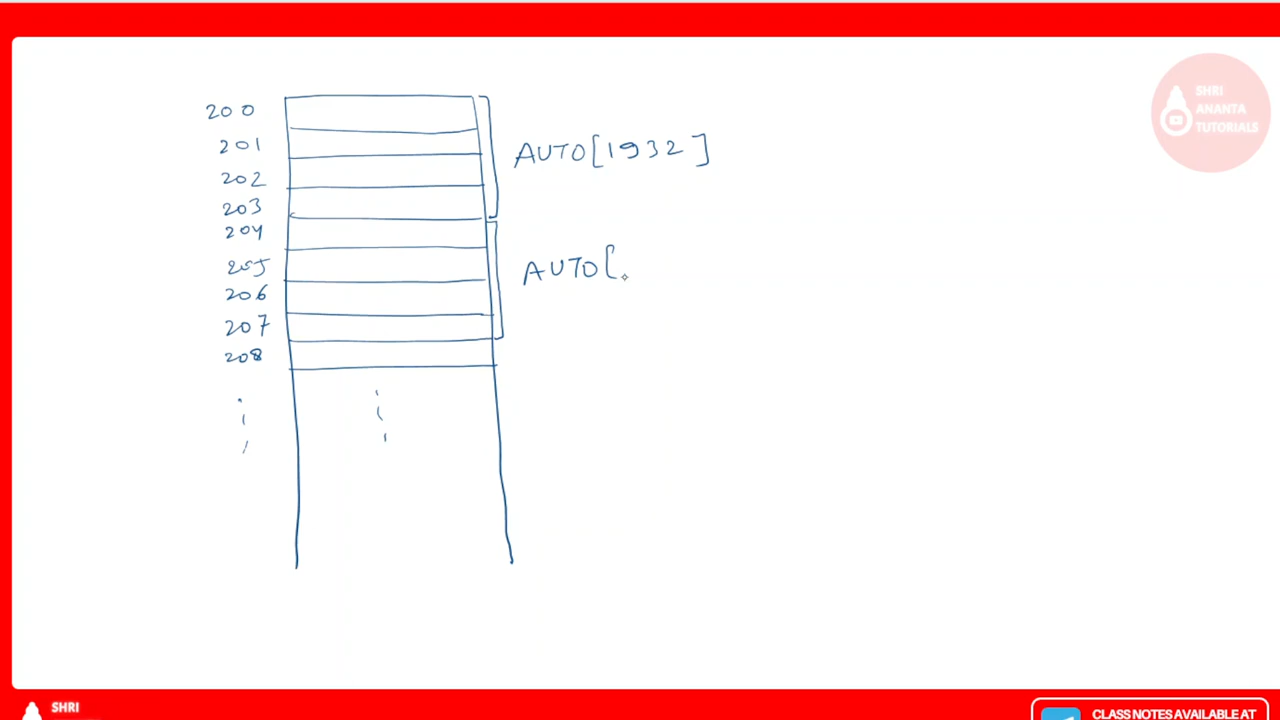 SHRI
ANANTA
TUTORIALS
200
201
AUTO[1932]
202
203
204
205
AUTO[
206
207
208
SHRI
CLASS NOTES AVAILABLE AT